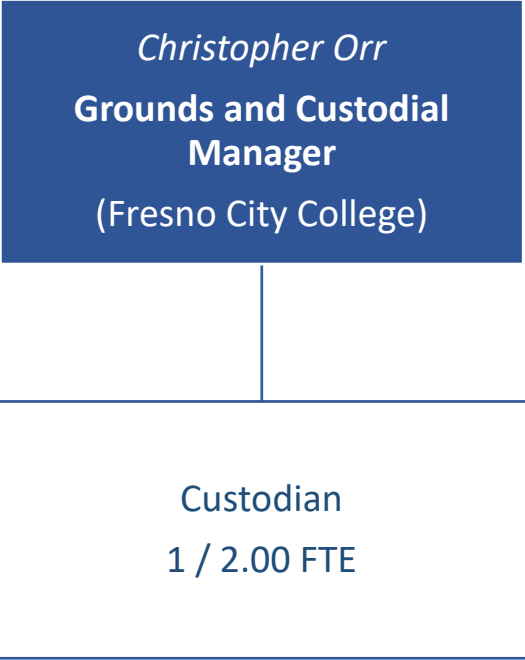 Christopher Orr
Grounds and Custodial
Manager
(Fresno City College)
Custodian
1 / 2.00 FTE